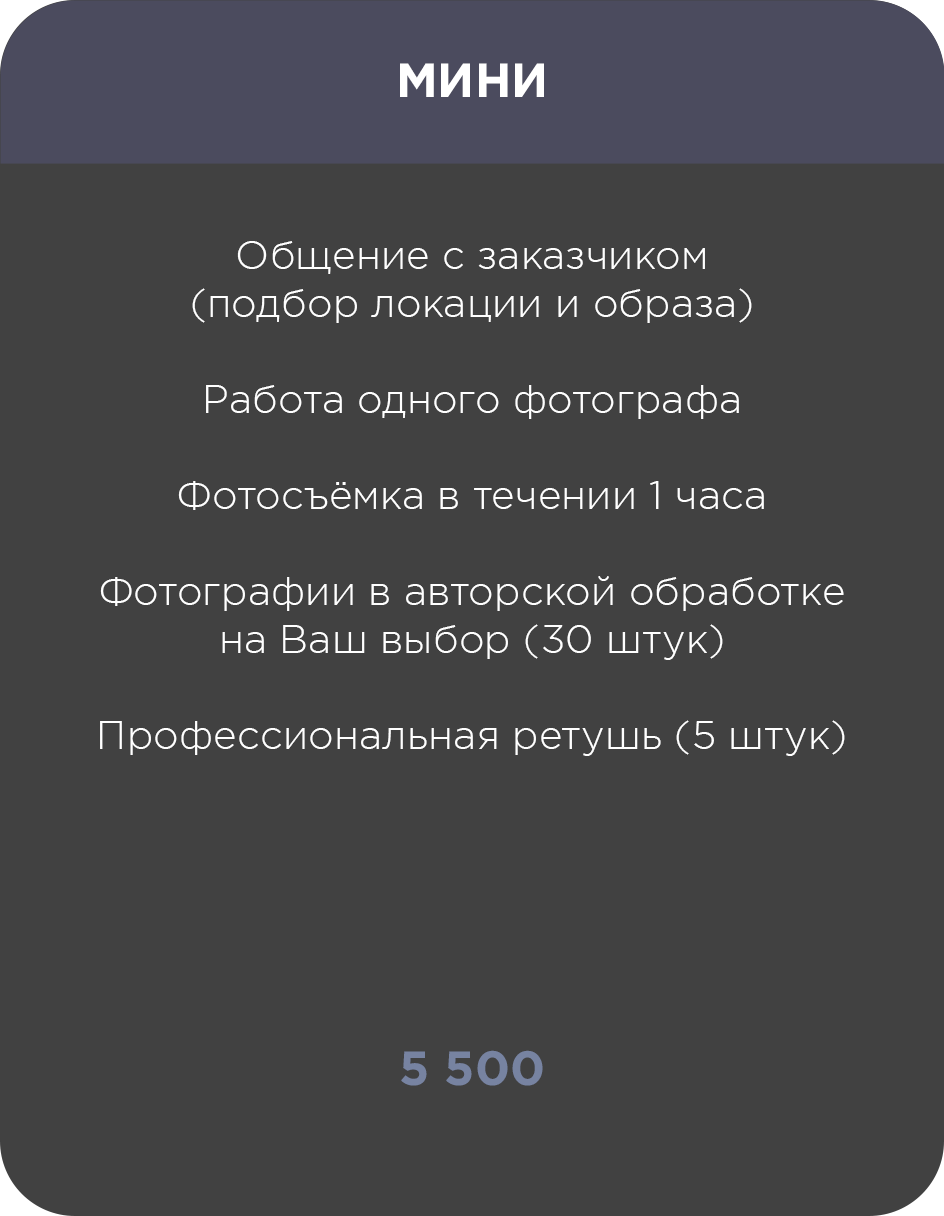 МИНИ
Общение с заказчиком
(подбор локации и образа)
Работа одного фотографа
Фотосъёмка в течении 1 часа
Фотографии в авторской обработке
на Ваш выбор (30 штук)
Профессиональная ретушь (5 штук)
5 500